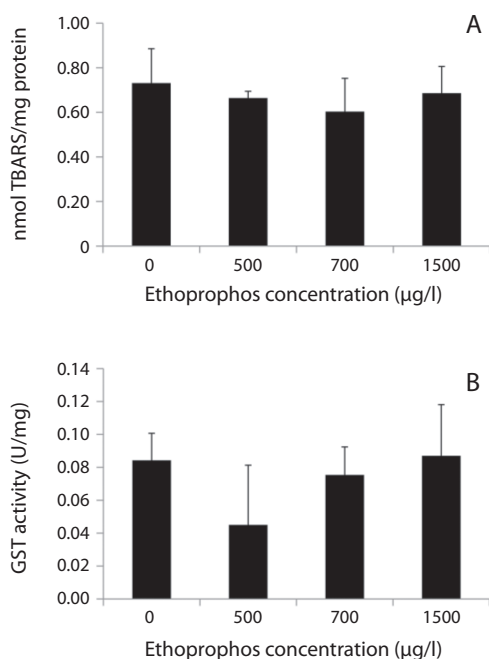 A
nmol TBARS/mg protein
1.00
0.80
0.60
0.40
0.20
0
0 500 700 1500
Ethoprophos concentration (µg/l)
B
GST activity (U/mg)
0.14
0.12
0.10
0.08
0.06
0.04
0.02
0.00
0 500 700 1500
Ethoprophos concentration (µg/l)